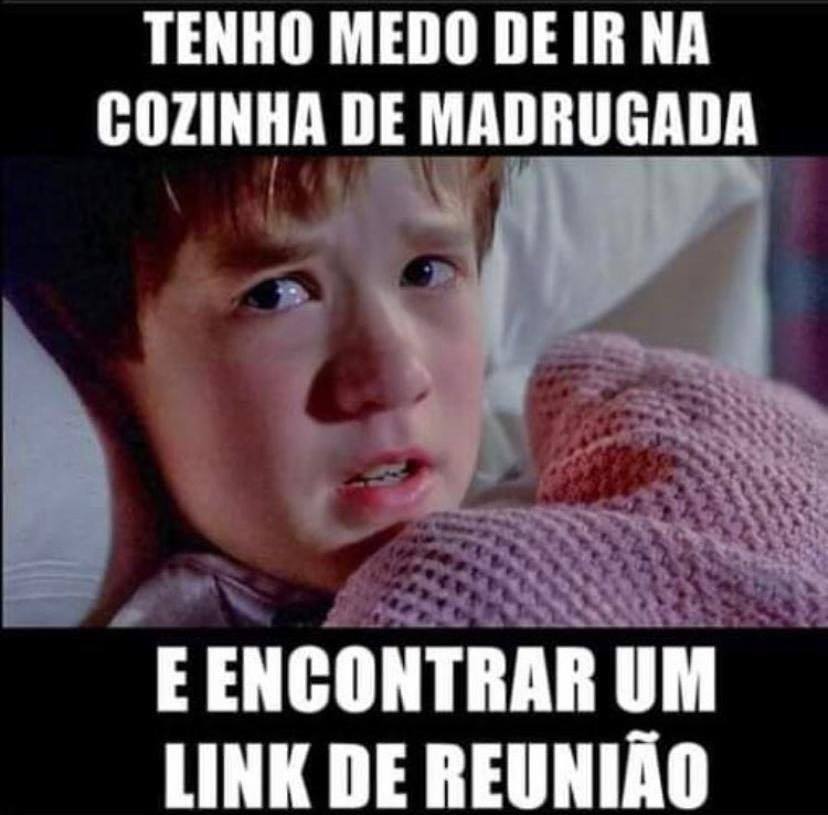 TENHO MEDO DE IR NA
COZINHA DE MADRUGADA
E ENCONTRAR UM
LINK DE REUNIÃO